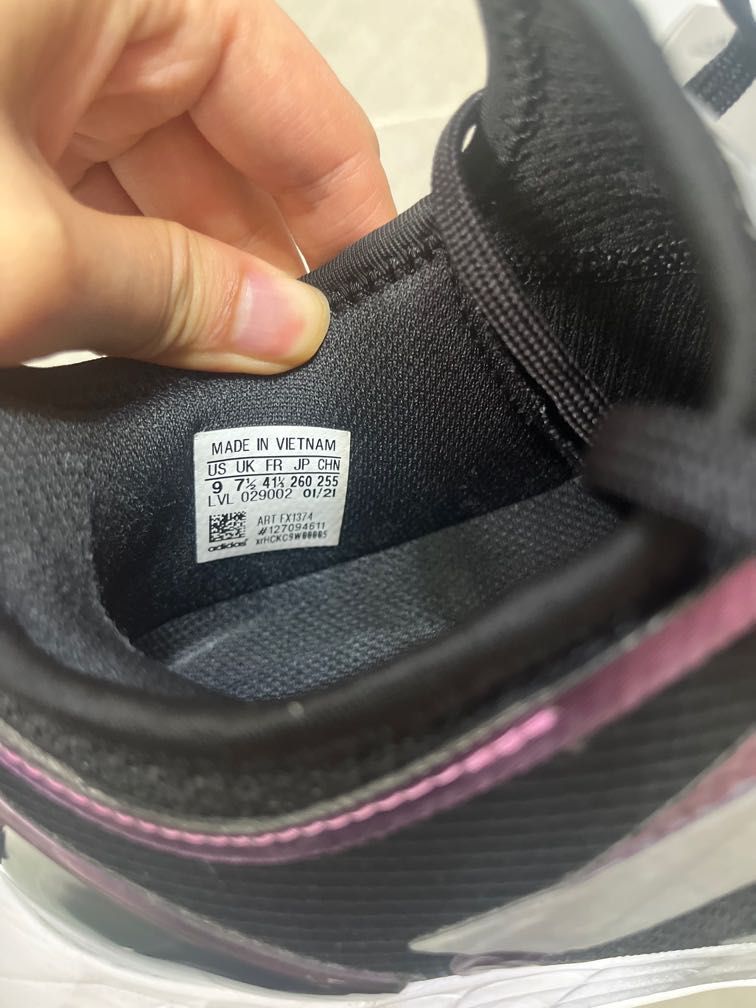 MADE IN VIETNAM
US UK FR JP CHN
9 7½ 41⅓ 260 255
LVL 029002 01/21
ART FX1374
#127094611
adidas